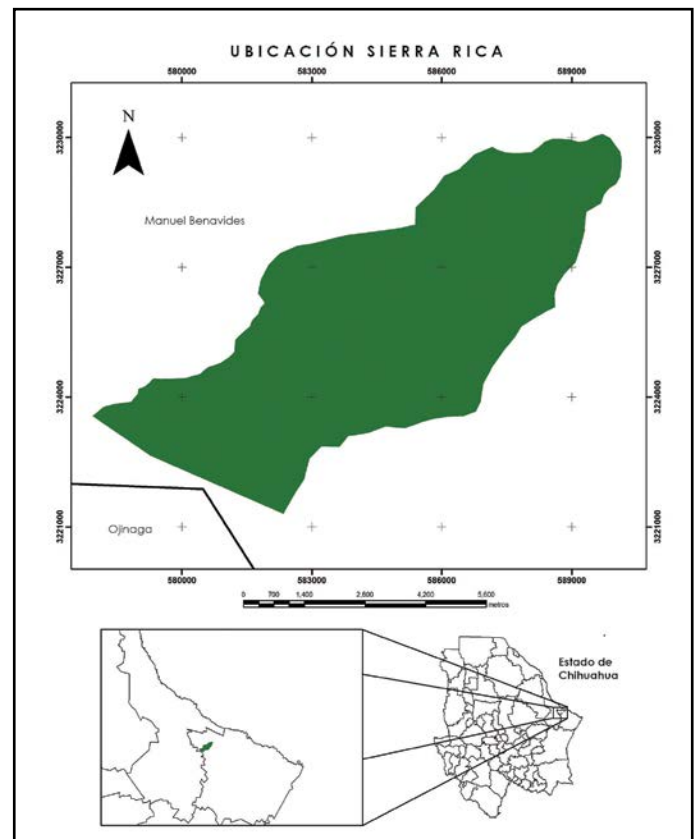 UBICACIÓN SIERRA RICA
580000 583000 586000 589000
N
3230000 3230000
Manuel Benavides
3227000 3227000
3224000 3224000
3221000 3221000
Ojinaga
580000 583000 586000 589000
0 700 1,400 2,800 4,200 5,600
metros
Estado de
Chihuahua